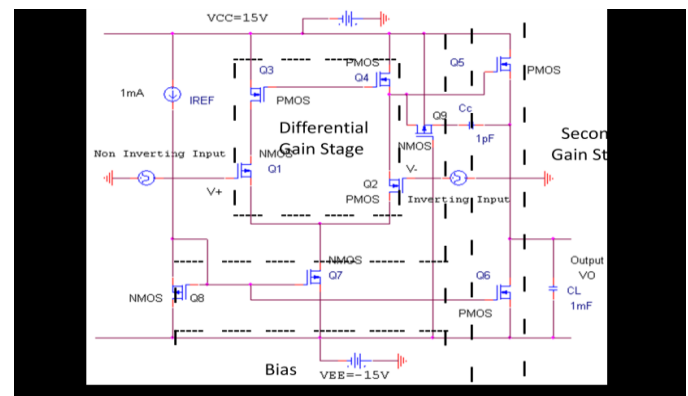 VCC=15V
PMOS
Q3
Q4
Q5
PMOS
1mA
IREF
PMOS
Cc
Q9
1pF
Differential
Gain Stage
Secon
Gain St
NMOS
NMOS
Non Inverting Input
Q1
V-
Q2
V+
PMOS
Inverting Input
NMOS
Q7
Q6
Output
VO
NMOS
Q8
CL
1mF
PMOS
Bias
VEE=-15V